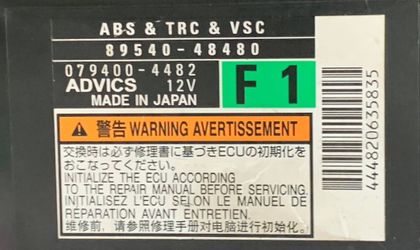 ABS & TRC & VSC
89540-48480
079400-4482
ADVICS 12V
MADE IN JAPAN
F 1
444820635835
警告 WARNING AVERTISSEMENT
交換時は必ず修理書に基づきECUの初期化を
おこなってください。
INITIALIZE THE ECU ACCORDING
TO THE REPAIR MANUAL BEFORE SERVICING.
INITIALISEZ L'ECU SELON LE MANUEL DE
RÉPARATION AVANT ENTRETIEN.
维修前，请参照修理手册对电脑进行初始化。